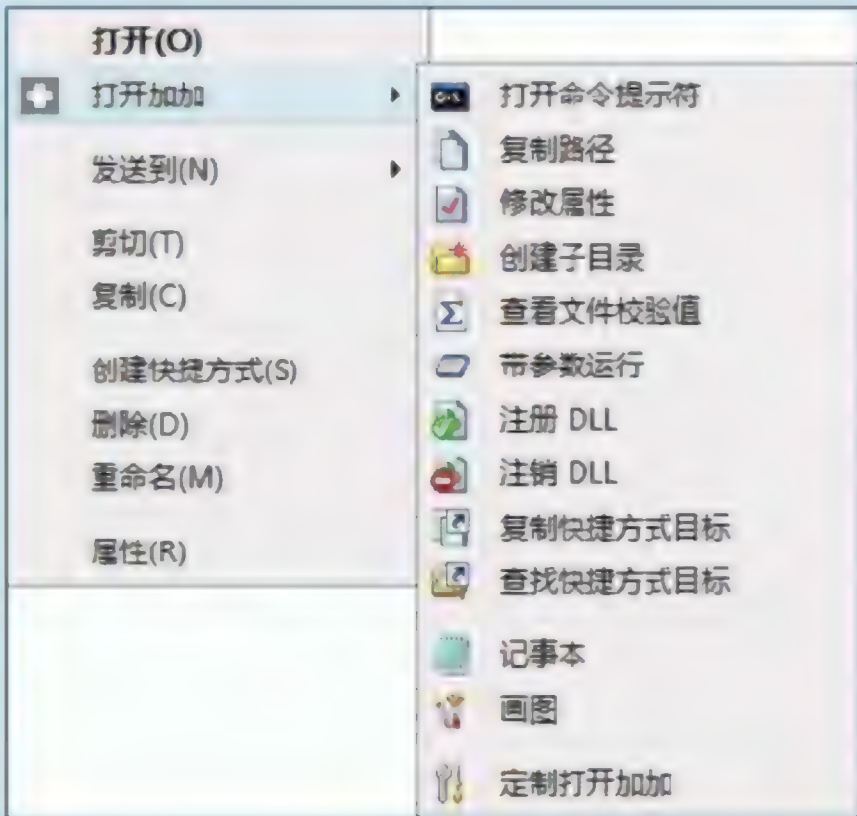 打开(O)
打开加加
发送到(N)
剪切(T)
复制(C)
创建快捷方式(S)
删除(D)
重命名(M)
属性(R)
打开命令提示符
复制路径
修改属性
创建子目录
查看文件校验值
带参数运行
注册 DLL
注销 DLL
复制快捷方式目标
查找快捷方式目标
记事本
画图
定制打开加加